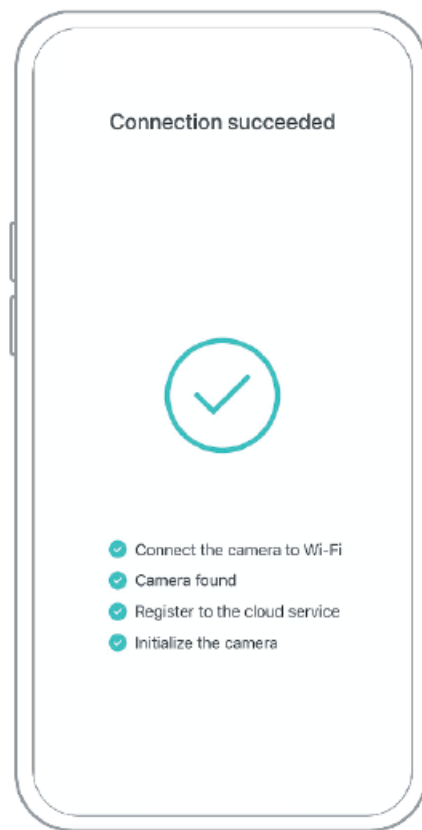 Connection succeeded
Connect the camera to Wi-Fi
Camera found
Register to the cloud service
Initialize the camera